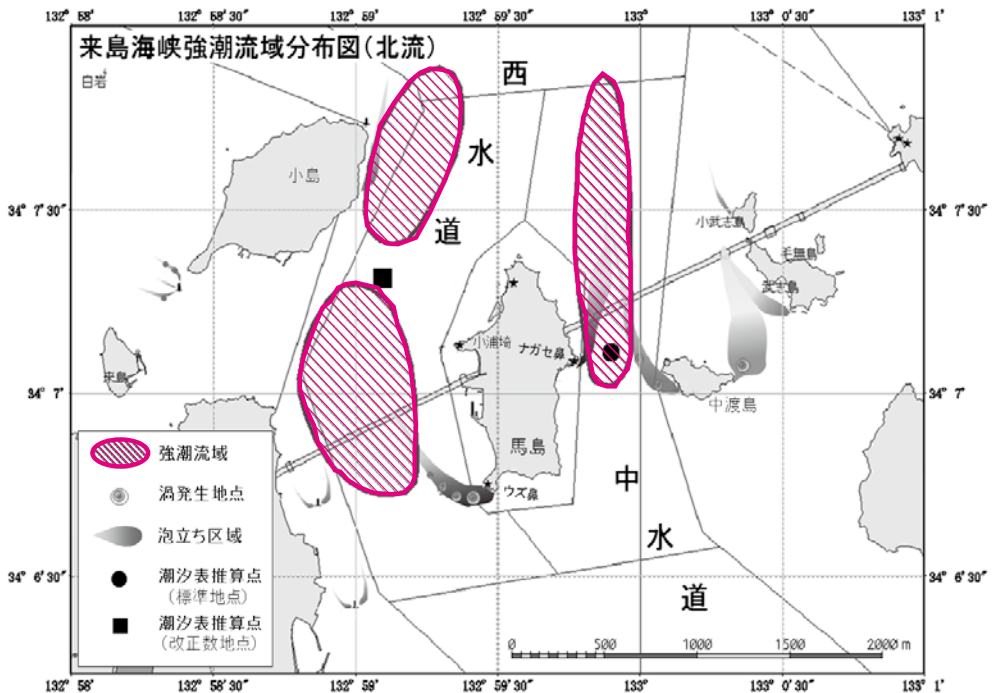 132° 58′
132° 58′ 30″
132° 59′
132° 59′ 30″
133°
133° 0′ 30″
133° 1′
来島海峡強潮流域分布図(北流)
白岩
西
水
道
小島
34° 7′ 30″
34° 7′ 30″
小武志島
毛無島
武志島
小浦埼
ナガセ鼻
来島
34° 7′
34° 7′
中渡島
馬島
ウズ鼻
中
水
道
強潮流域
渦発生地点
泡立ち区域
潮汐表推算点
(標準地点)
潮汐表推算点
(改正数地点)
34° 6′ 30″
34° 6′ 30″
0 500 1000 1500 2000 m
132° 58′
132° 58′ 30″
132° 59′
132° 59′ 30″
133°
133° 0′ 30″
133° 1′